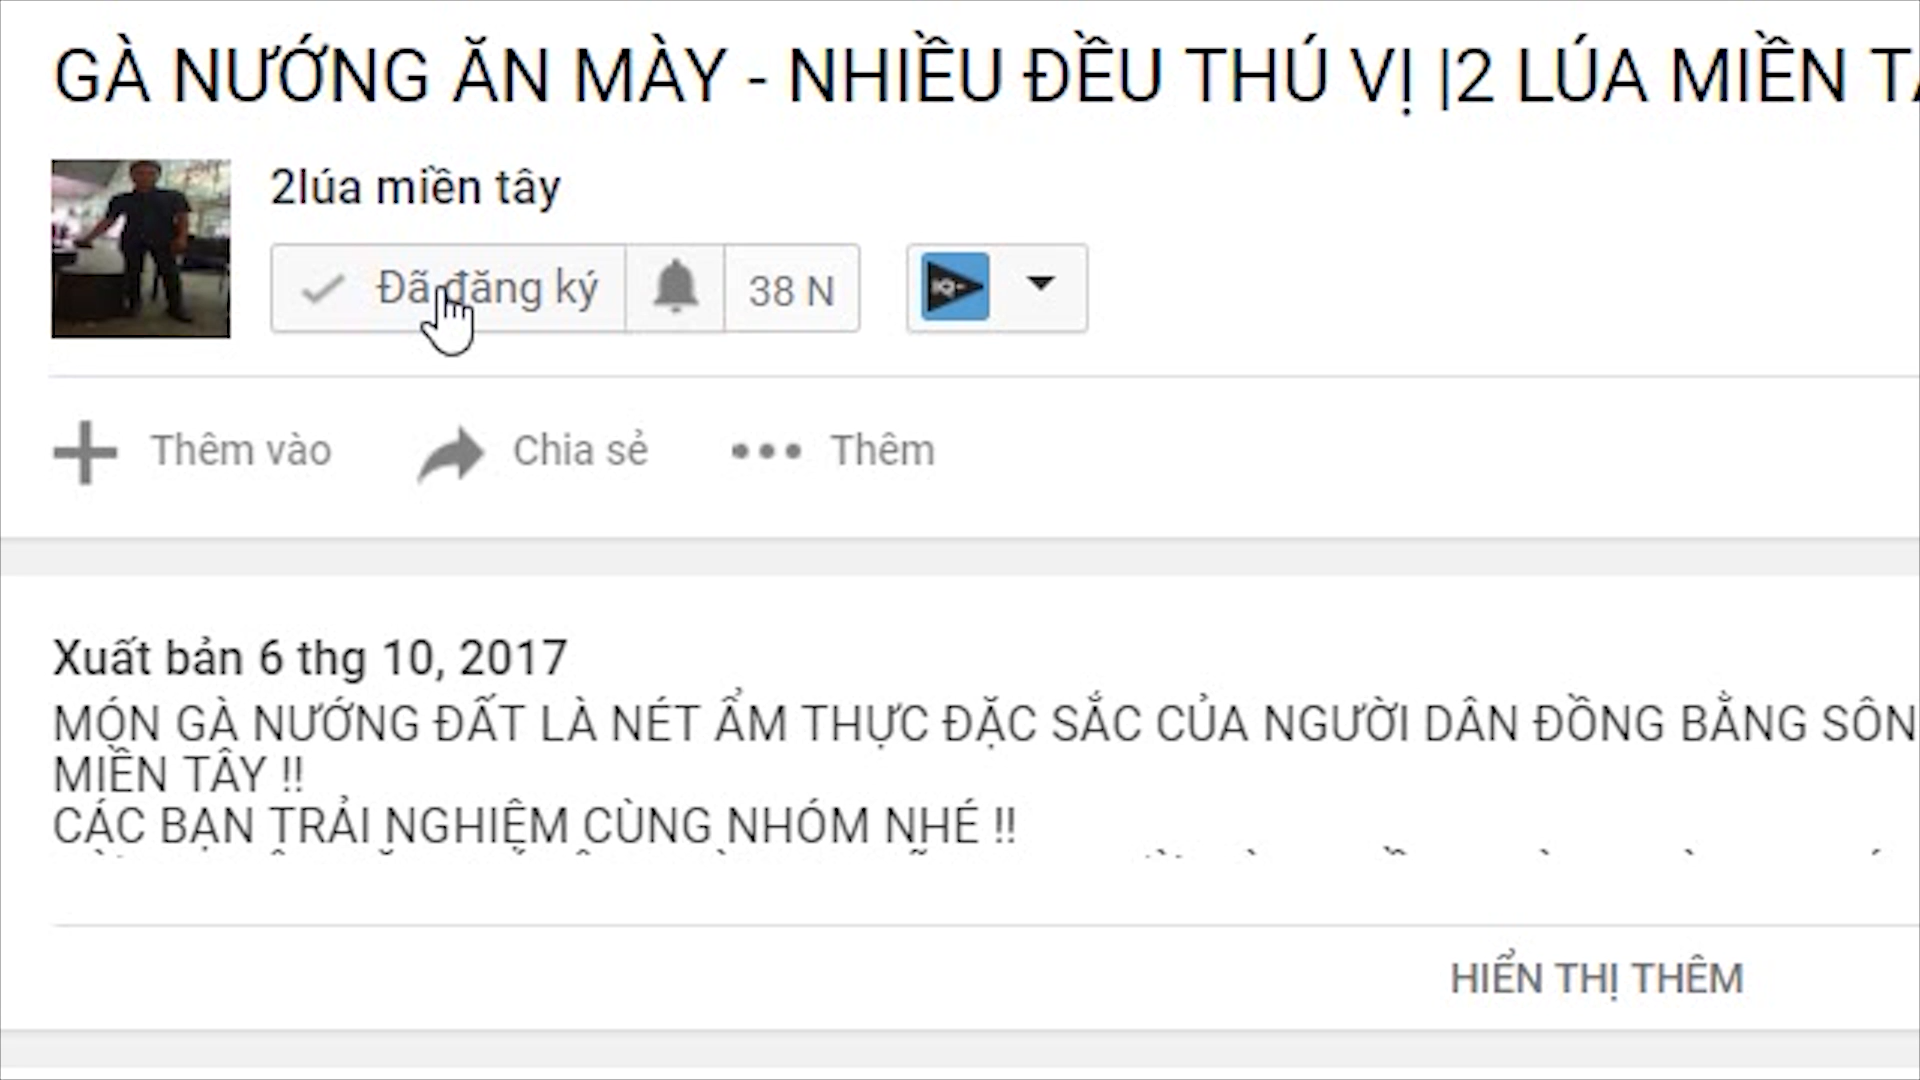 GÀ NƯỚNG ĂN MÀY - NHIỀU ĐỀU THÚ VỊ |2 LÚA MIỀN
2lúa miền tây
Đã đăng ký 38 N
IQ
Thêm vào Chia sẻ Thêm
Xuất bản 6 thg 10, 2017
MÓN GÀ NƯỚNG ĐẤT LÀ NÉT ẨM THỰC ĐẶC SẮC CỦA NGƯỜI DÂN ĐỒNG BẰNG SÔN
MIỀN TÂY !!
CÁC BẠN TRẢI NGHIỆM CÙNG NHÓM NHÉ !!
HIỂN THỊ THÊM